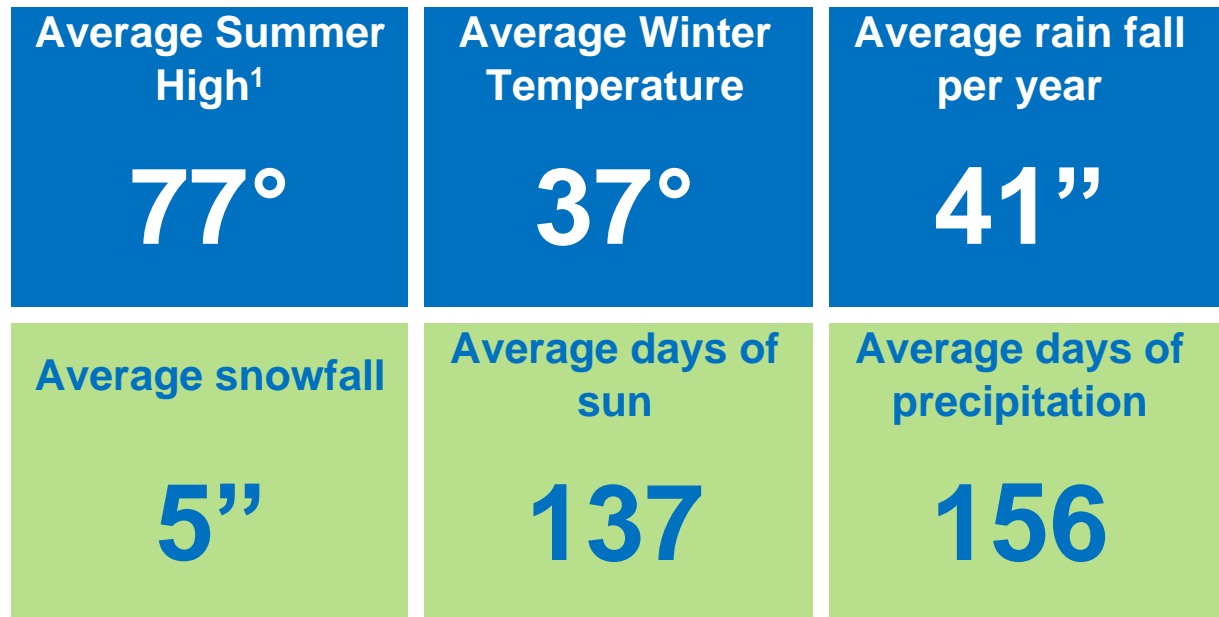 Average Summer
High¹
77°
Average Winter
Temperature
37°
Average rain fall
per year
41”
Average snowfall
5”
Average days of
sun
137
Average days of
precipitation
156